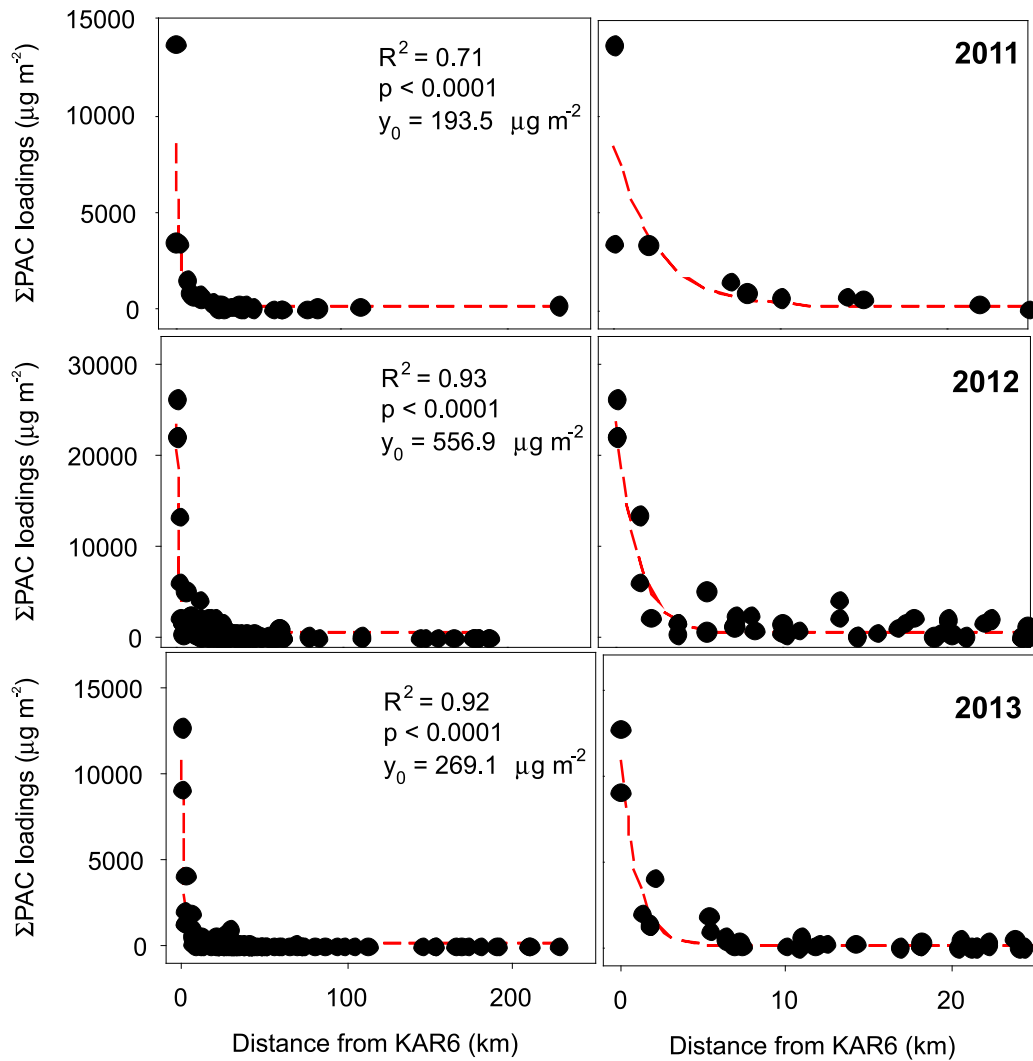 ΣPAC loadings (μg m-2)
15000
10000
5000
0
R2 = 0.71
p < 0.0001
y0 = 193.5 μg m-2
2011
ΣPAC loadings (μg m-2)
30000
20000
10000
0
R2 = 0.93
p < 0.0001
y0 = 556.9 μg m-2
2012
ΣPAC loadings (μg m-2)
15000
10000
5000
0
R2 = 0.92
p < 0.0001
y0 = 269.1 μg m-2
2013
0 100 200
0 10 20
Distance from KAR6 (km)
Distance from KAR6 (km)